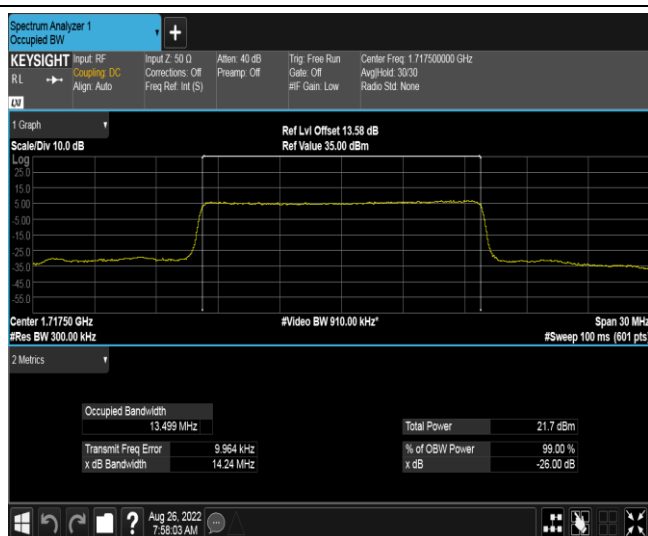 Spectrum Analyzer 1
Occupied BW
+
KEYSIGHT
RL
Input: RF
Coupling: DC
Align: Auto
Input Z: 50 Ω
Corrections: Off
Freq Ref: Int (S)
Atten: 40 dB
Preamp: Off
Trig: Free Run
Gate: Off
#IF Gain: Low
Center Freq: 1.717500000 GHz
Avg|Hold: 30/30
Radio Std: None
LXI
1 Graph
Ref Lvl Offset 13.58 dB
Scale/Div 10.0 dB
Ref Value 35.00 dBm
Log
25.0
15.0
5.00
-5.00
-15.0
-25.0
-35.0
-45.0
-55.0
Center 1.71750 GHz
#Video BW 910.00 kHz*
Span 30 MHz
#Res BW 300.00 kHz
#Sweep 100 ms (601 pts)
2 Metrics
Occupied Bandwidth
13.499 MHz
Total Power 21.7 dBm
Transmit Freq Error 9.964 kHz
% of OBW Power 99.00 %
x dB Bandwidth 14.24 MHz
x dB -26.00 dB
?
Aug 26, 2022
7:58:03 AM